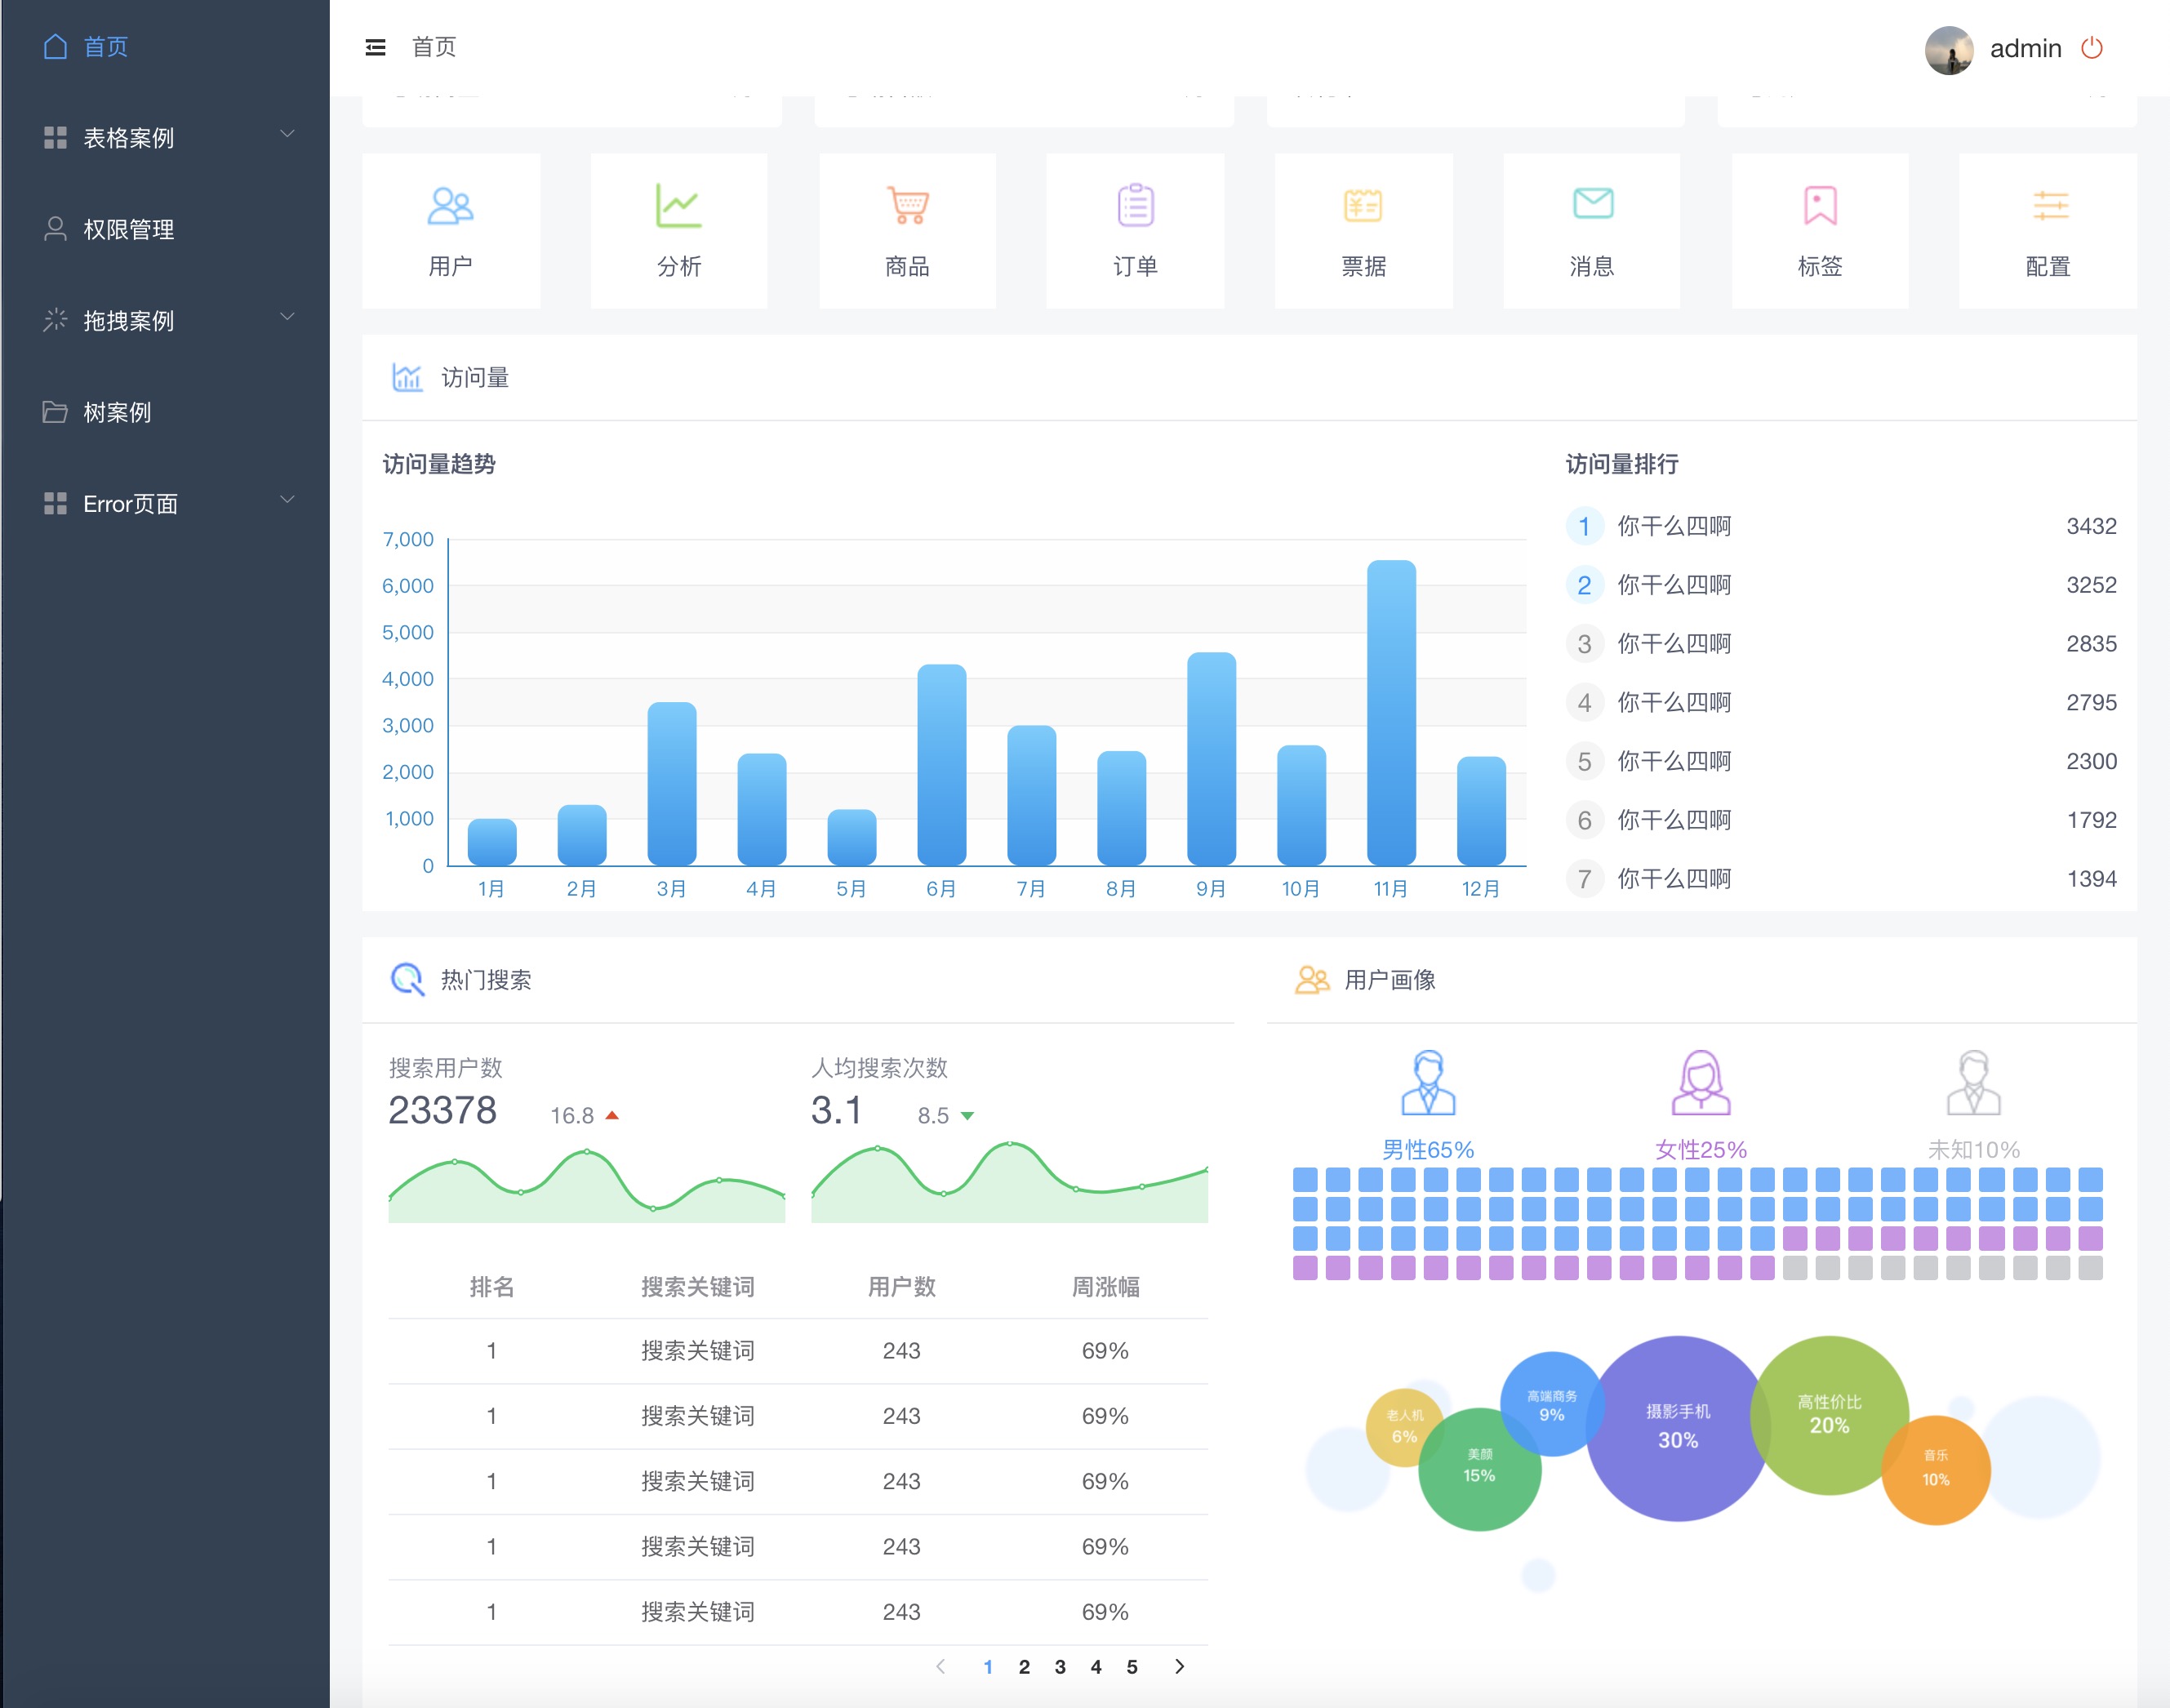 首页
表格案例
权限管理
拖拽案例
树案例
Error页面
首页
admin
用户
分析
商品
订单
票据
消息
标签
配置
访问量
访问量趋势
7,000
6,000
5,000
4,000
3,000
2,000
1,000
0
1月 2月 3月 4月 5月 6月 7月 8月 9月 10月 11月 12月
访问量排行
1 你干么四啊 3432
2 你干么四啊 3252
3 你干么四啊 2835
4 你干么四啊 2795
5 你干么四啊 2300
6 你干么四啊 1792
7 你干么四啊 1394
热门搜索
搜索用户数
23378 16.8
人均搜索次数
3.1 8.5
排名 搜索关键词 用户数 周涨幅
1 搜索关键词 243 69%
1 搜索关键词 243 69%
1 搜索关键词 243 69%
1 搜索关键词 243 69%
1 搜索关键词 243 69%
1 2 3 4 5
用户画像
男性65%
女性25%
未知10%
老人机
6%
美颜
15%
高端商务
9%
摄影手机
30%
高性价比
20%
音乐
10%